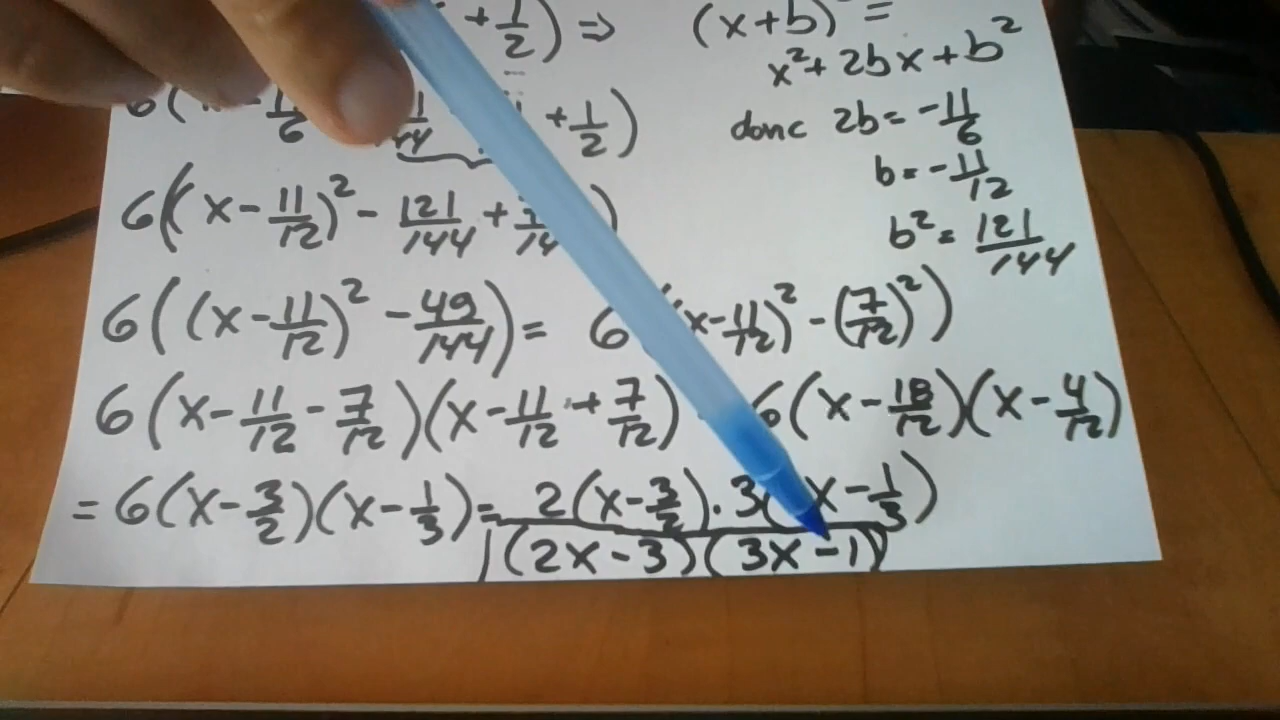 + 1/2) ⇒ (x+b)² =
x² + 2bx + b²
+ 1/2) donc 2b = -11/6
b = -11/12
6((x - 11/12)² - 121/144 +
b² = 121/144
6((x - 11/12)² - 49/144) = 6 x - 11/12)² - (7/12)²)
6(x - 11/12 - 7/12)(x - 11/12 + 7/12) 6(x - 18/12)(x - 4/12)
= 6(x - 3/2)(x - 1/3) = 2(x - 3/2) · 3(x - 1/3)
(2x - 3)(3x - 1)